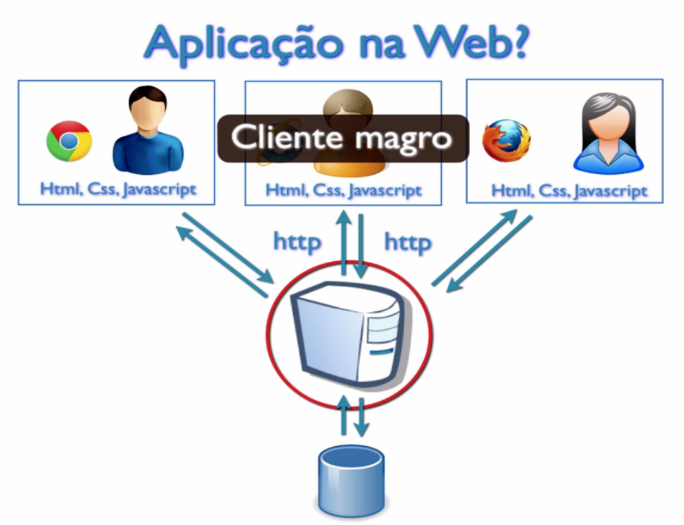 Aplicação na Web?
Cliente magro
Html, Css, Javascript
Html, Css, Javascript
Html, Css, Javascript
http
http